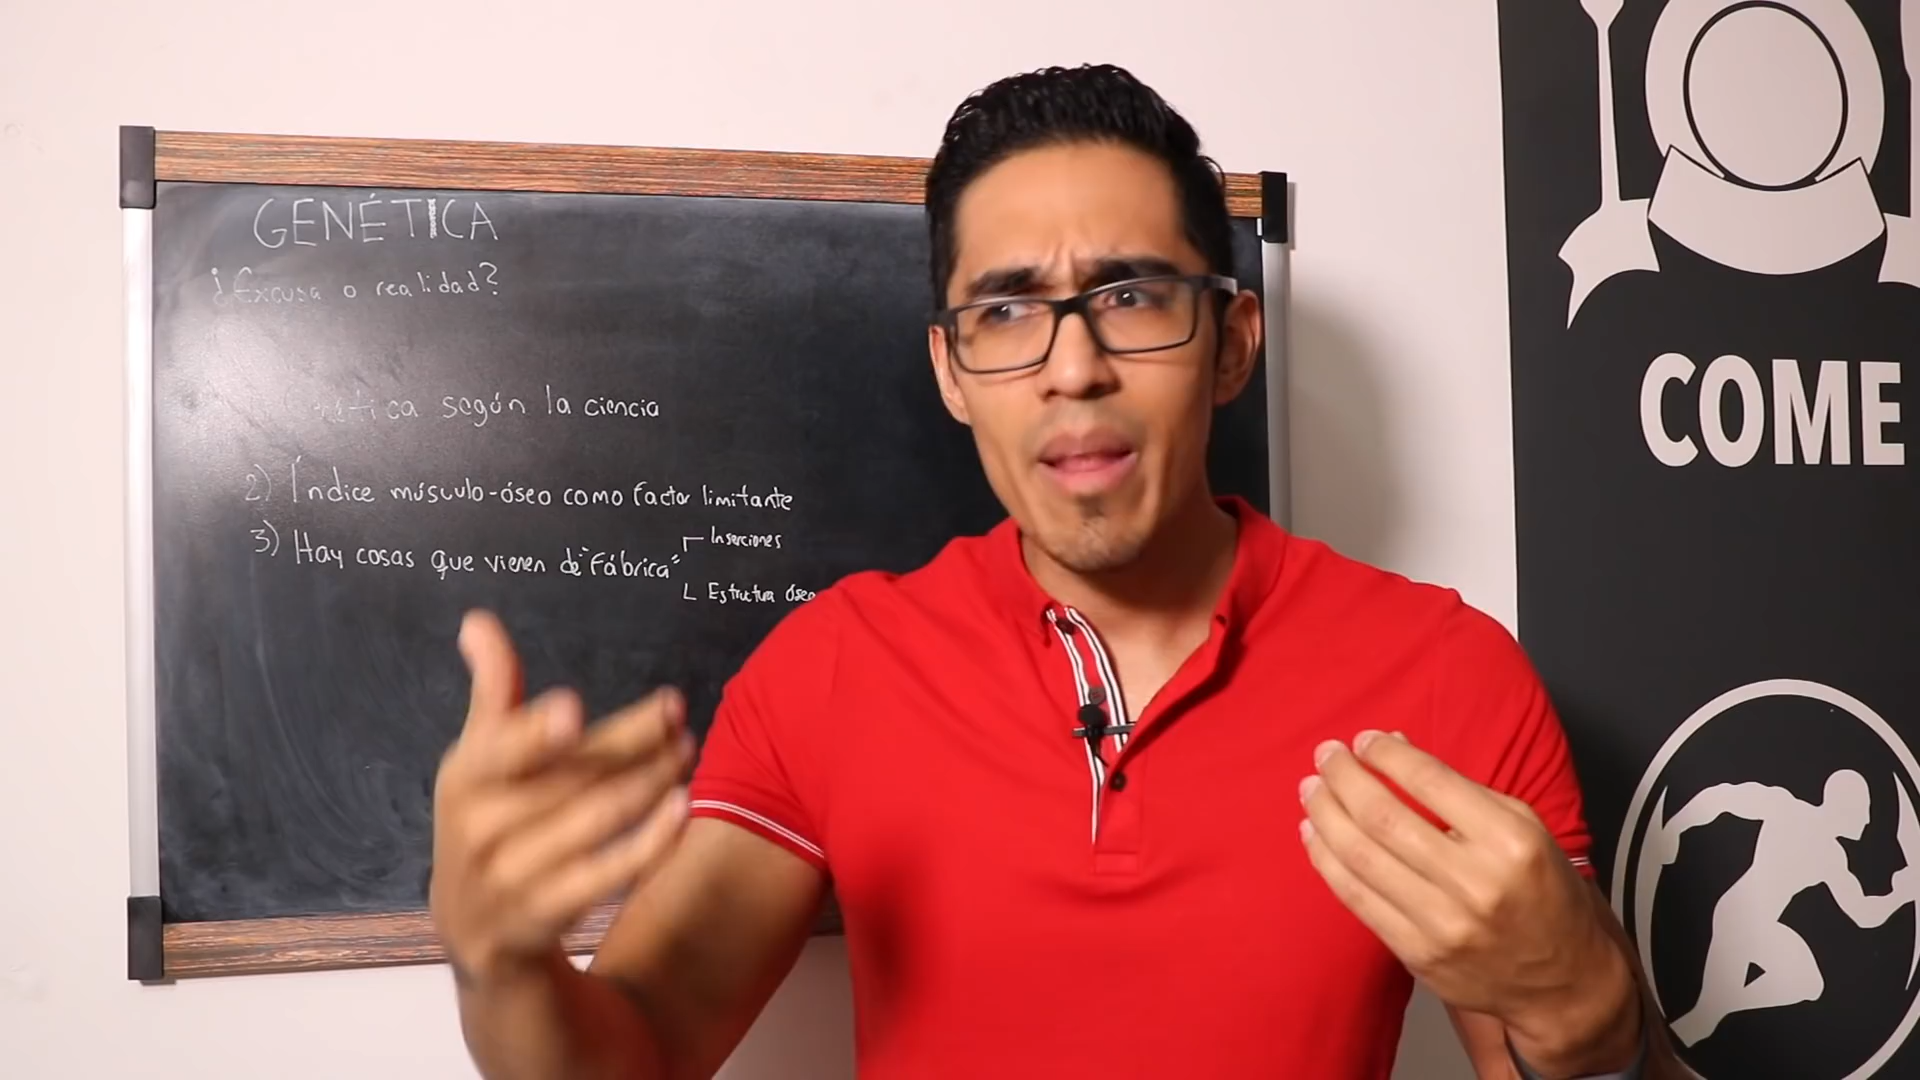 GENÉTICA
¿Excusa o realidad?
según la ciencia
2) Índice músculo-óseo como factor limitante
3) Hay cosas que vienen de "Fábrica"
Inserciones
Estructura ósea
COME